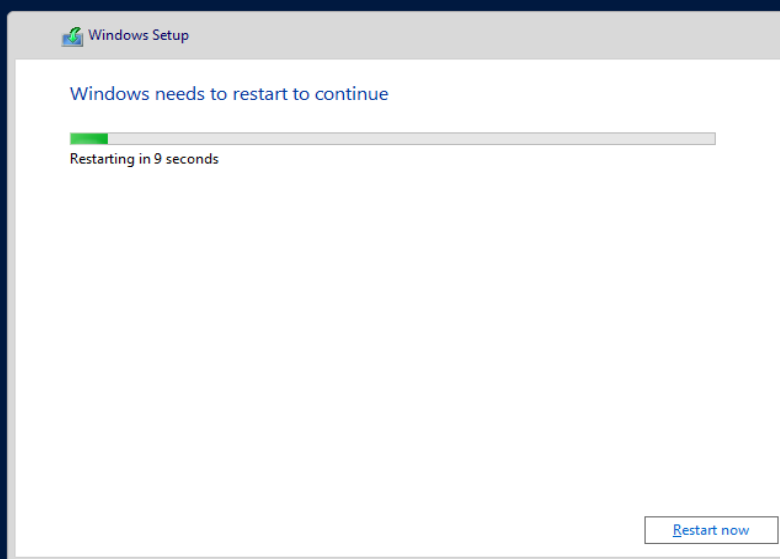 Windows Setup
Windows needs to restart to continue
Restarting in 9 seconds
Restart now